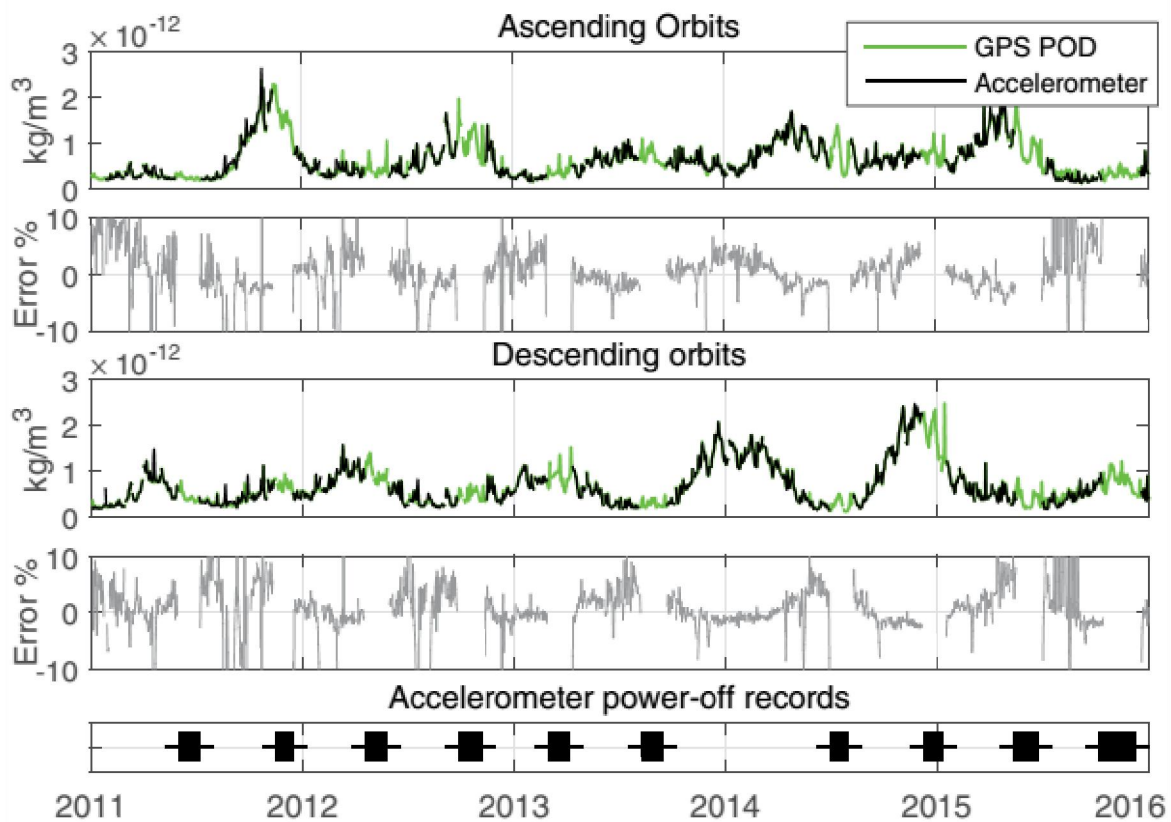 Ascending Orbits
× 10⁻¹²
GPS POD
Accelerometer
3
2
1
0
kg/m³
10
0
-10
Error %
Descending orbits
× 10⁻¹²
3
2
1
0
kg/m³
10
0
-10
Error %
Accelerometer power-off records
2011 2012 2013 2014 2015 2016